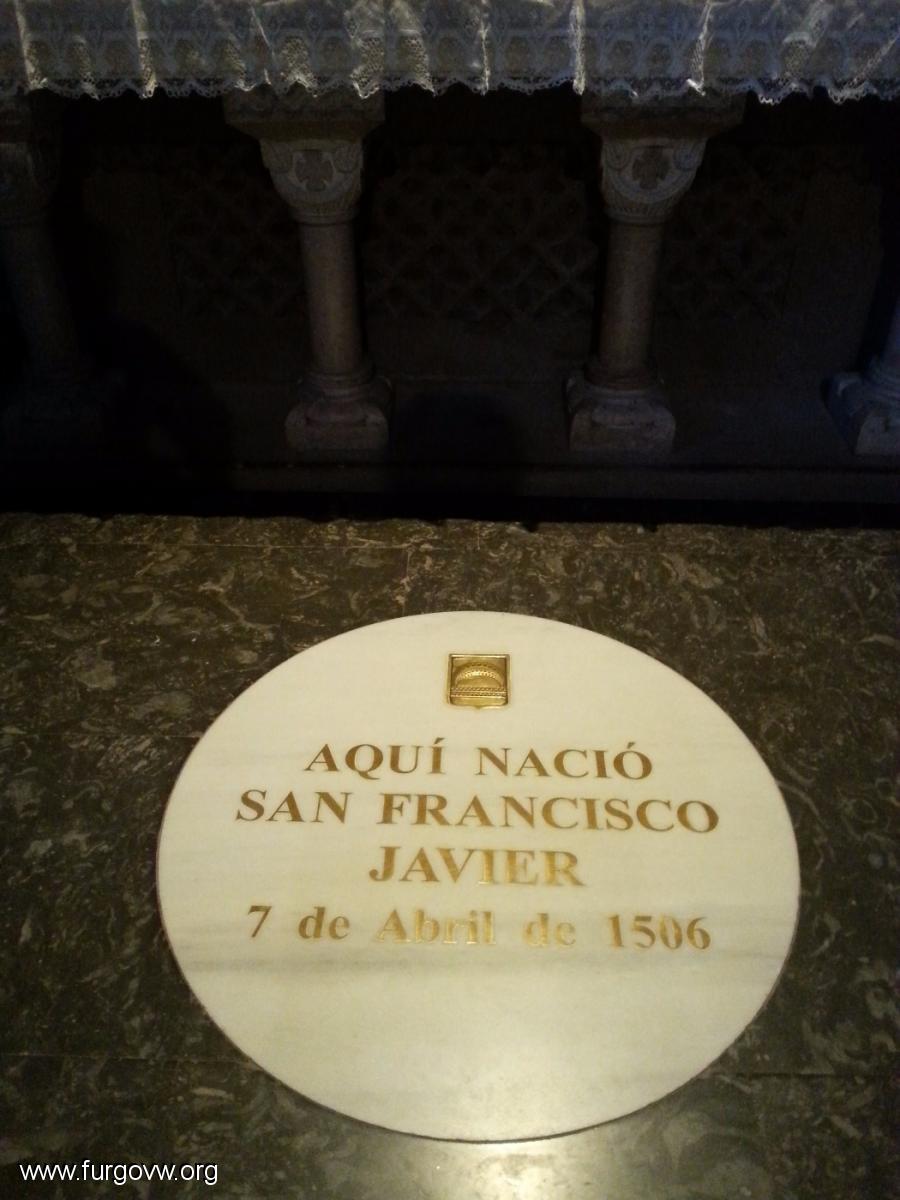 AQUÍ NACIÓ
SAN FRANCISCO
JAVIER
7 de Abril de 1506
www.furgovw.org